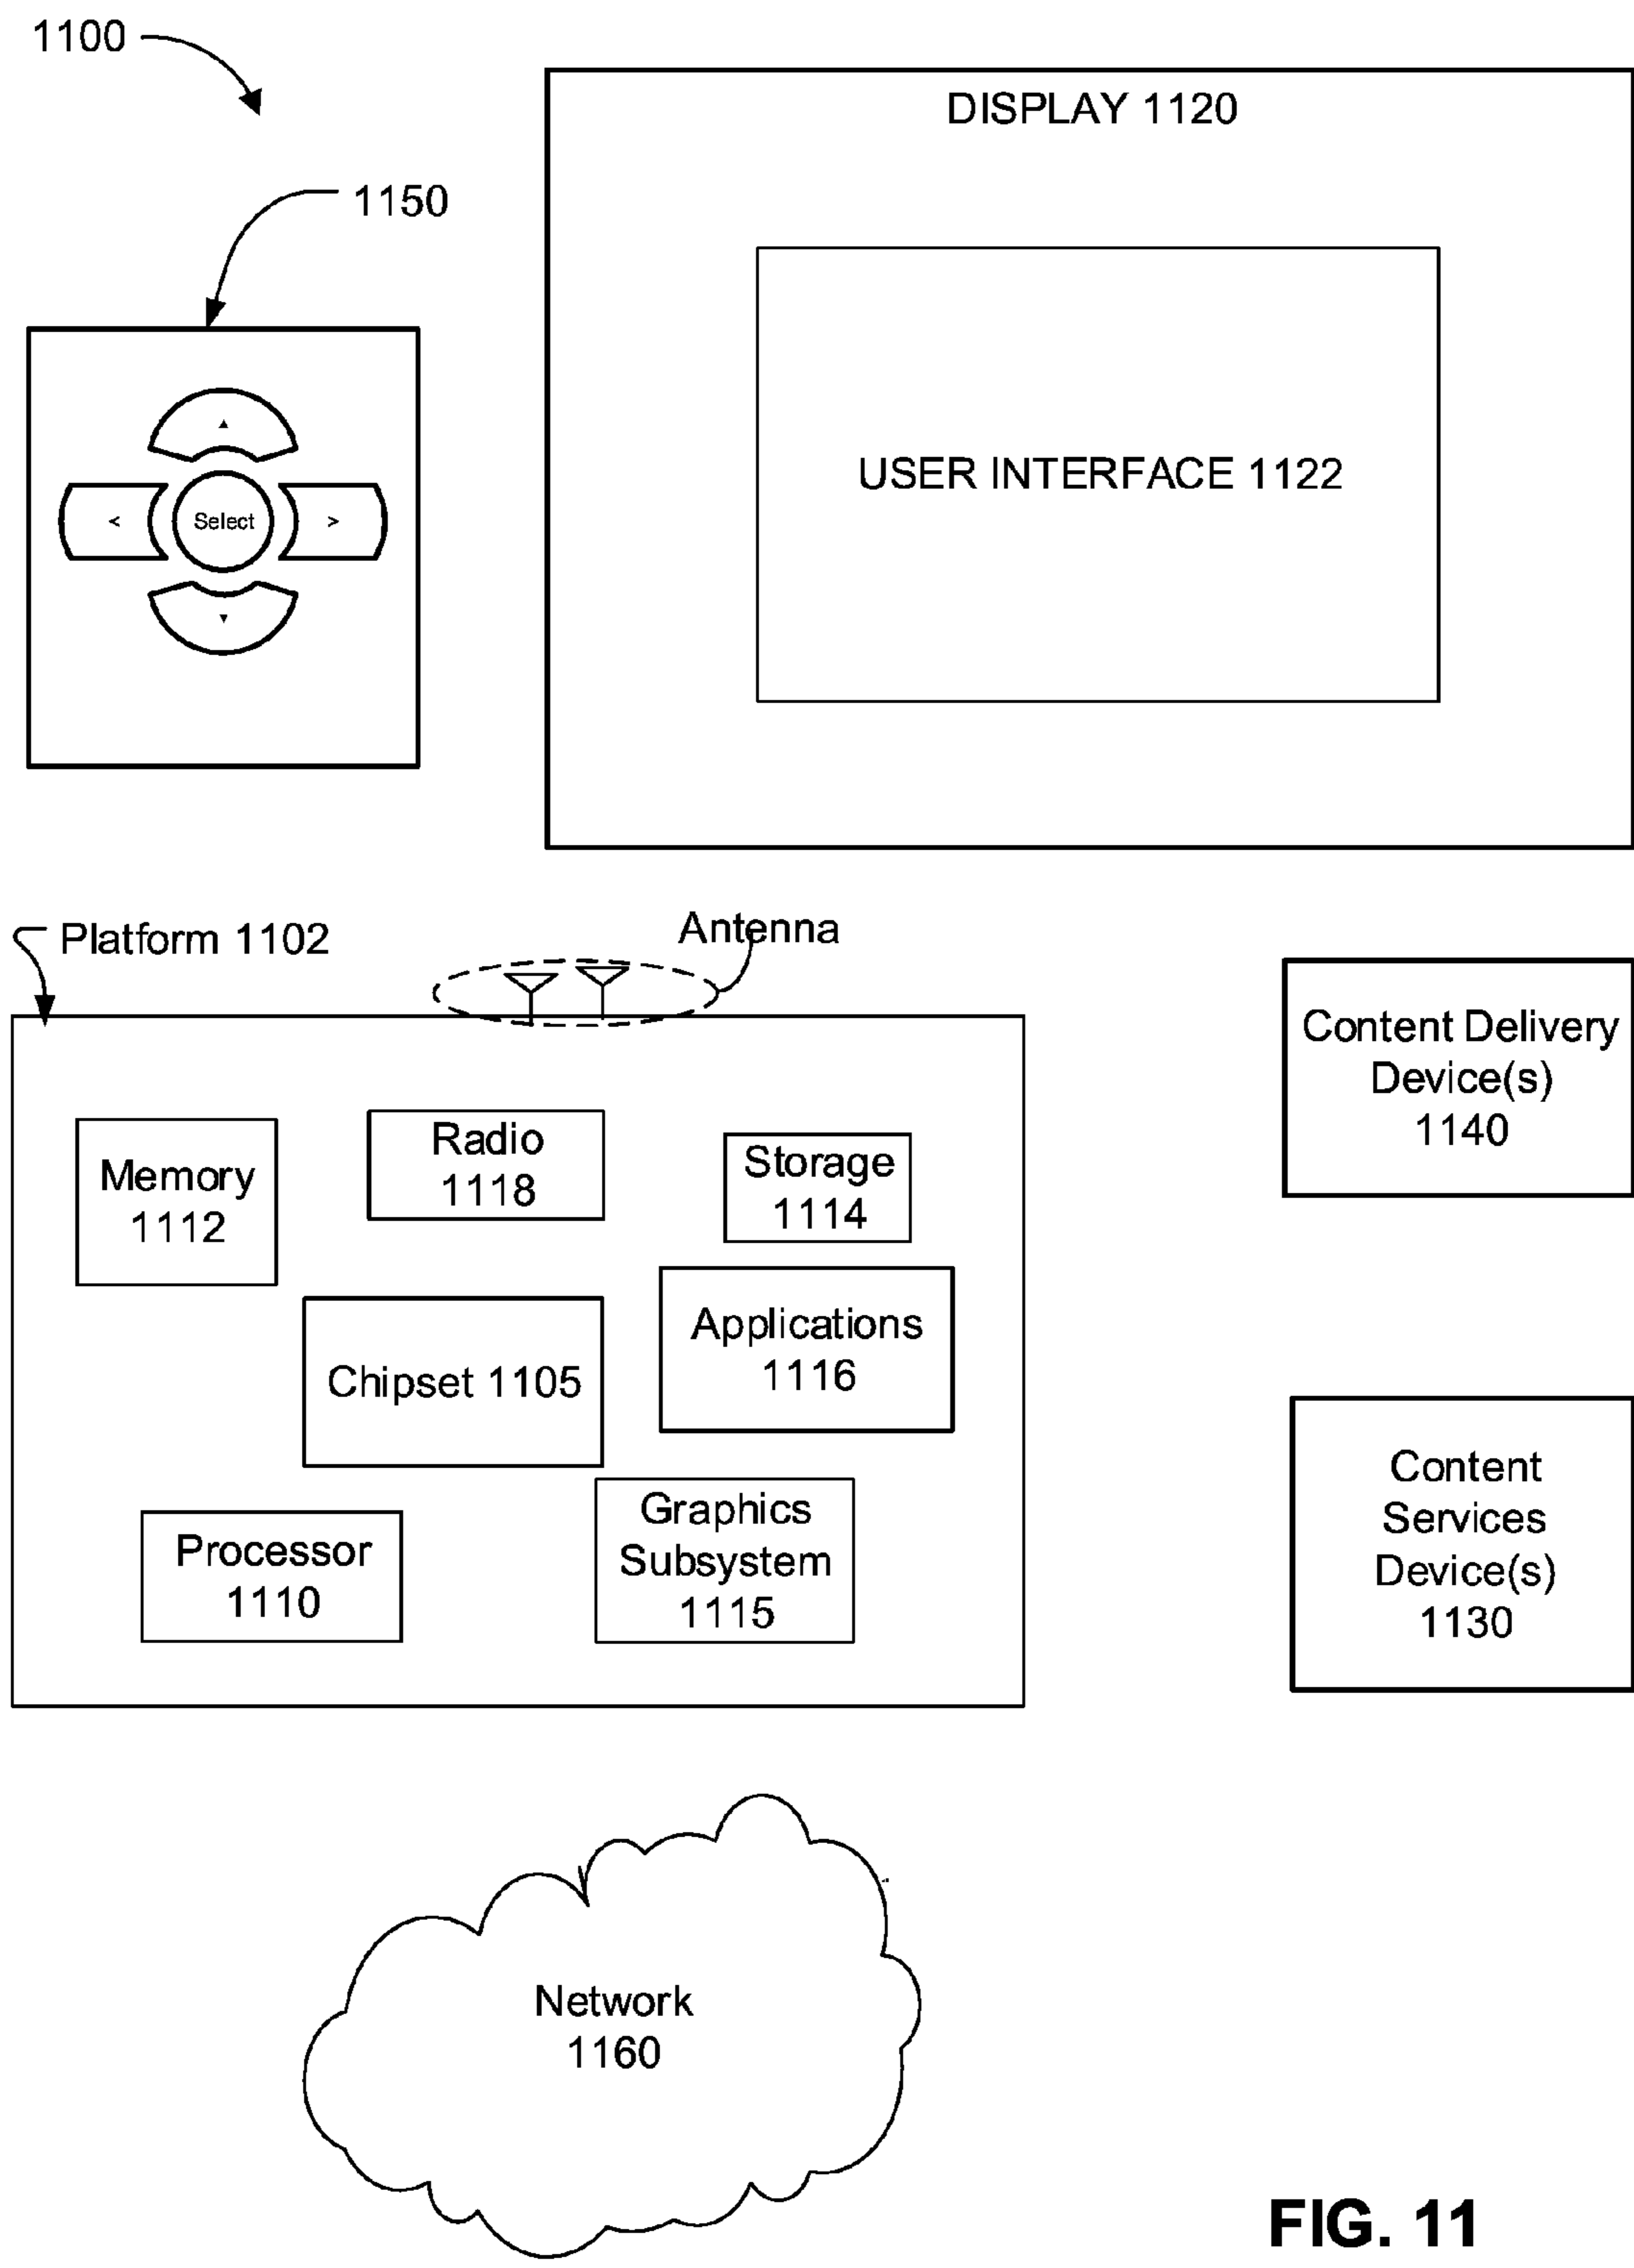 1100
DISPLAY 1120
1150
USER INTERFACE 1122
<
Select
>
Platform 1102
Antenna
Content Delivery
Device(s)
1140
Memory
1112
Radio
1118
Storage
1114
Chipset 1105
Applications
1116
Processor
1110
Graphics
Subsystem
1115
Content
Services
Device(s)
1130
Network
1160
FIG. 11